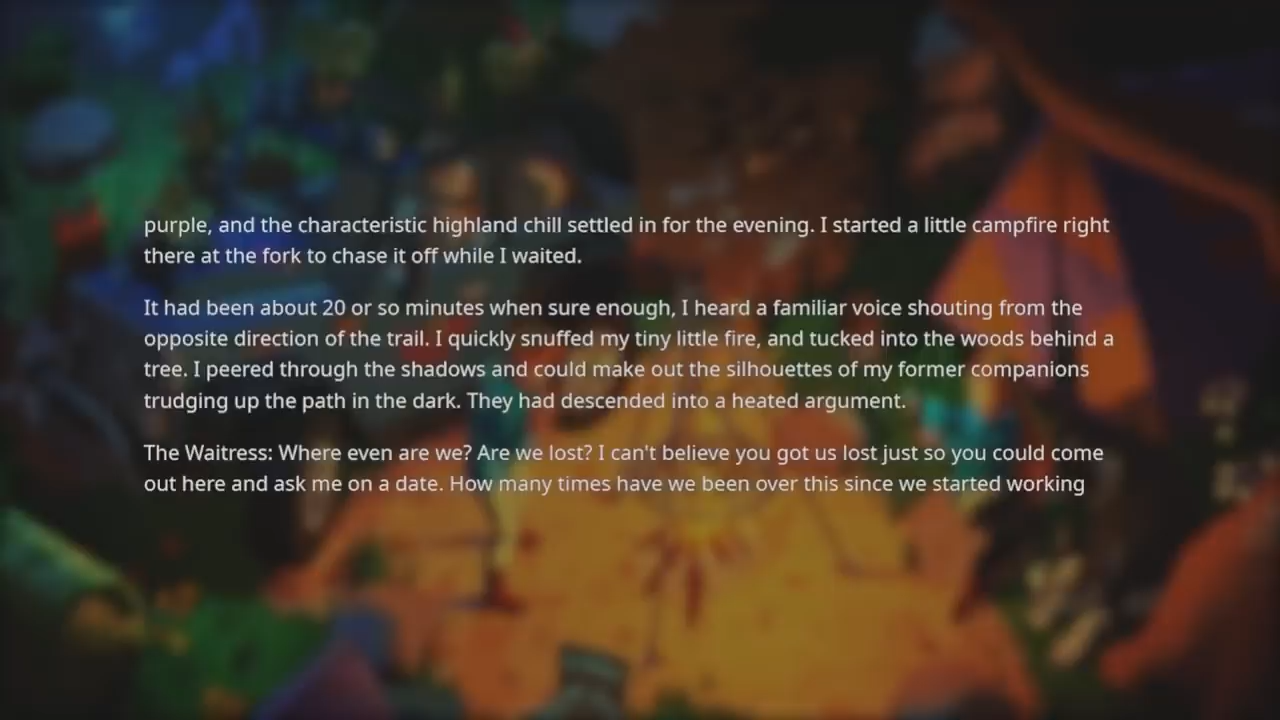 purple, and the characteristic highland chill settled in for the evening. I started a little campfire right
there at the fork to chase it off while I waited.
It had been about 20 or so minutes when sure enough, I heard a familiar voice shouting from the
opposite direction of the trail. I quickly snuffed my tiny little fire, and tucked into the woods behind a
tree. I peered through the shadows and could make out the silhouettes of my former companions
trudging up the path in the dark. They had descended into a heated argument.
The Waitress: Where even are we? Are we lost? I can't believe you got us lost just so you could come
out here and ask me on a date. How many times have we been over this since we started working